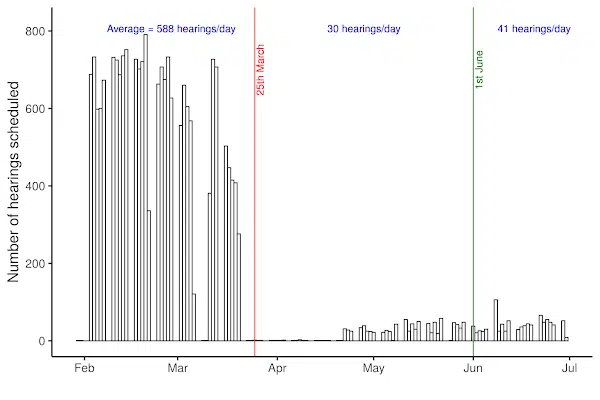 Average = 588 hearings/day
30 hearings/day
41 hearings/day
25th March
1st June
Number of hearings scheduled
800
600
400
200
0
Feb Mar Apr May Jun Jul